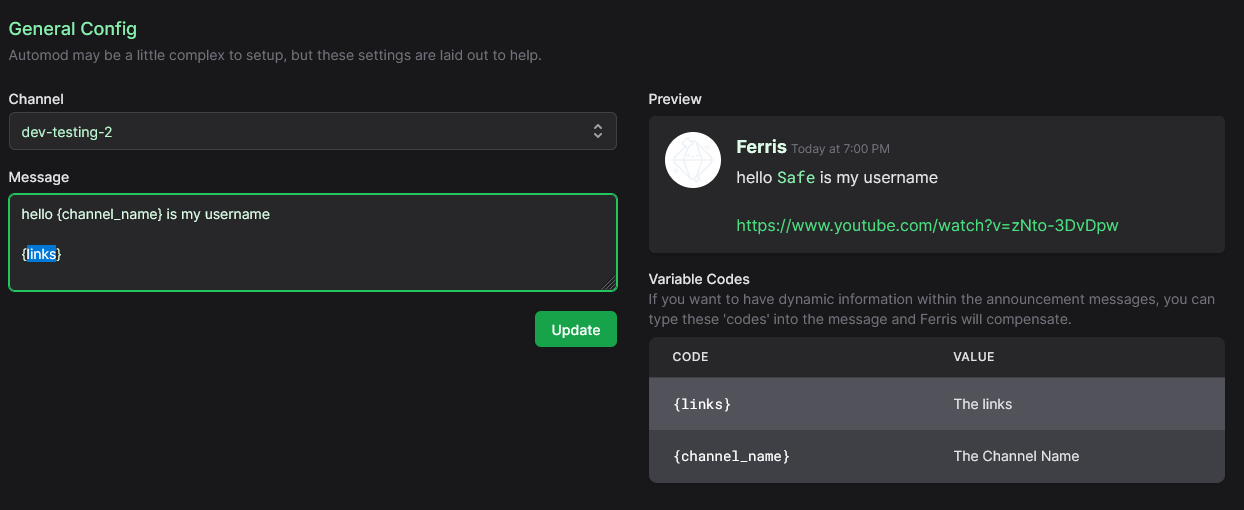 General Config
Automod may be a little complex to setup, but these settings are laid out to help.
Channel
dev-testing-2
Message
hello {channel_name} is my username
{links}
Update
Preview
Ferris Today at 7:00 PM
hello Safe is my username
https://www.youtube.com/watch?v=zNto-3DvDpw
Variable Codes
If you want to have dynamic information within the announcement messages, you can
type these 'codes' into the message and Ferris will compensate.
CODE VALUE
{links} The links
{channel_name} The Channel Name